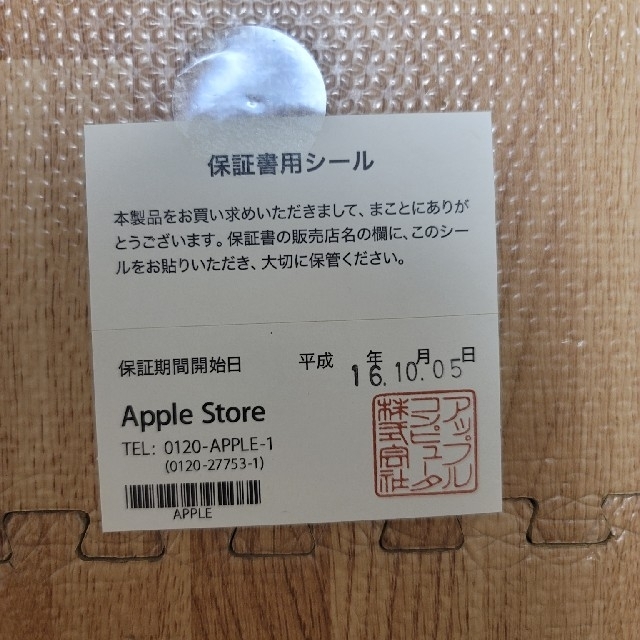 保証書用シール
本製品をお買い求めいただきまして、まことにありが
とうございます。保証書の販売店名の欄に、このシー
ルをお貼りいただき、大切に保管ください。
保証期間開始日 平成 年 月 日
16.10.05
Apple Store
TEL: 0120-APPLE-1
(0120-27753-1)
APPLE
アップル
コンピュータ
株式会社